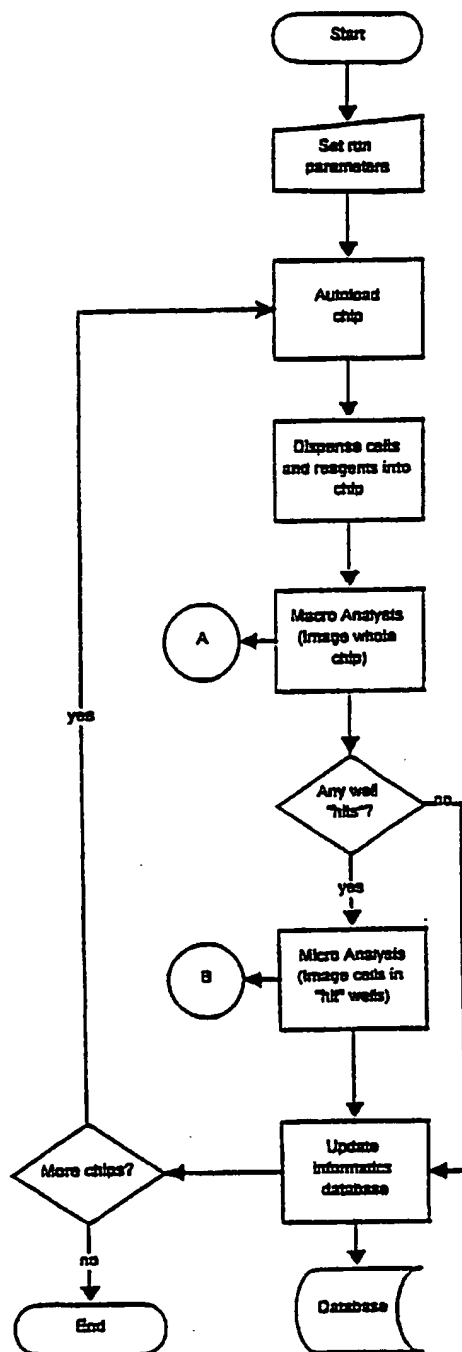 Start
Set run
parameters
Autoload
chip
Dispense cells
and reagents into
chip
Macro Analysis
(Image whole
chip)
A
yes
Any well
"hits"?
no
yes
Micro Analysis
(Image cells in
"hit" wells)
B
Update
informatics
database
More chips?
no
End
Database